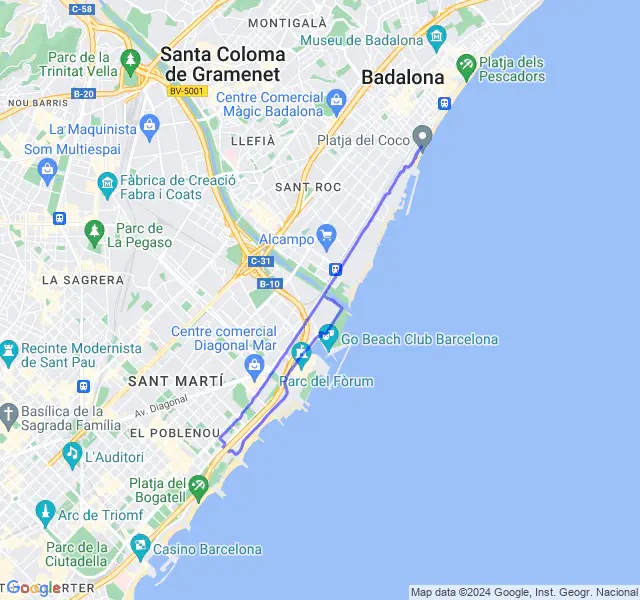 C-58
MONTIGALÀ
Museu de Badalona
Parc de la
Trinitat Vella
Santa Coloma
de Gramenet
Badalona
Platja dels
Pescadors
B-20
BV-5001
NOU BARRIS
Centre Comercial
Màgic Badalona
La Maquinista
LLEFIÀ
Platja del Coco
Som Multiespai
Fàbrica de Creació
Fabra i Coats
SANT ROC
Parc de
La Pegaso
Alcampo
C-31
LA SAGRERA
B-10
Centre comercial
Diagonal Mar
Go Beach Club Barcelona
Recinte Modernista
de Sant Pau
SANT MARTÍ
Parc del Fòrum
Av. Diagonal
Basílica de la
Sagrada Família
EL POBLENOU
L'Auditori
Platja del
Bogatell
Arc de Triomf
Parc de la
Ciutadella
Casino Barcelona
Google
Map data ©2024 Google, Inst. Geogr. Nacional